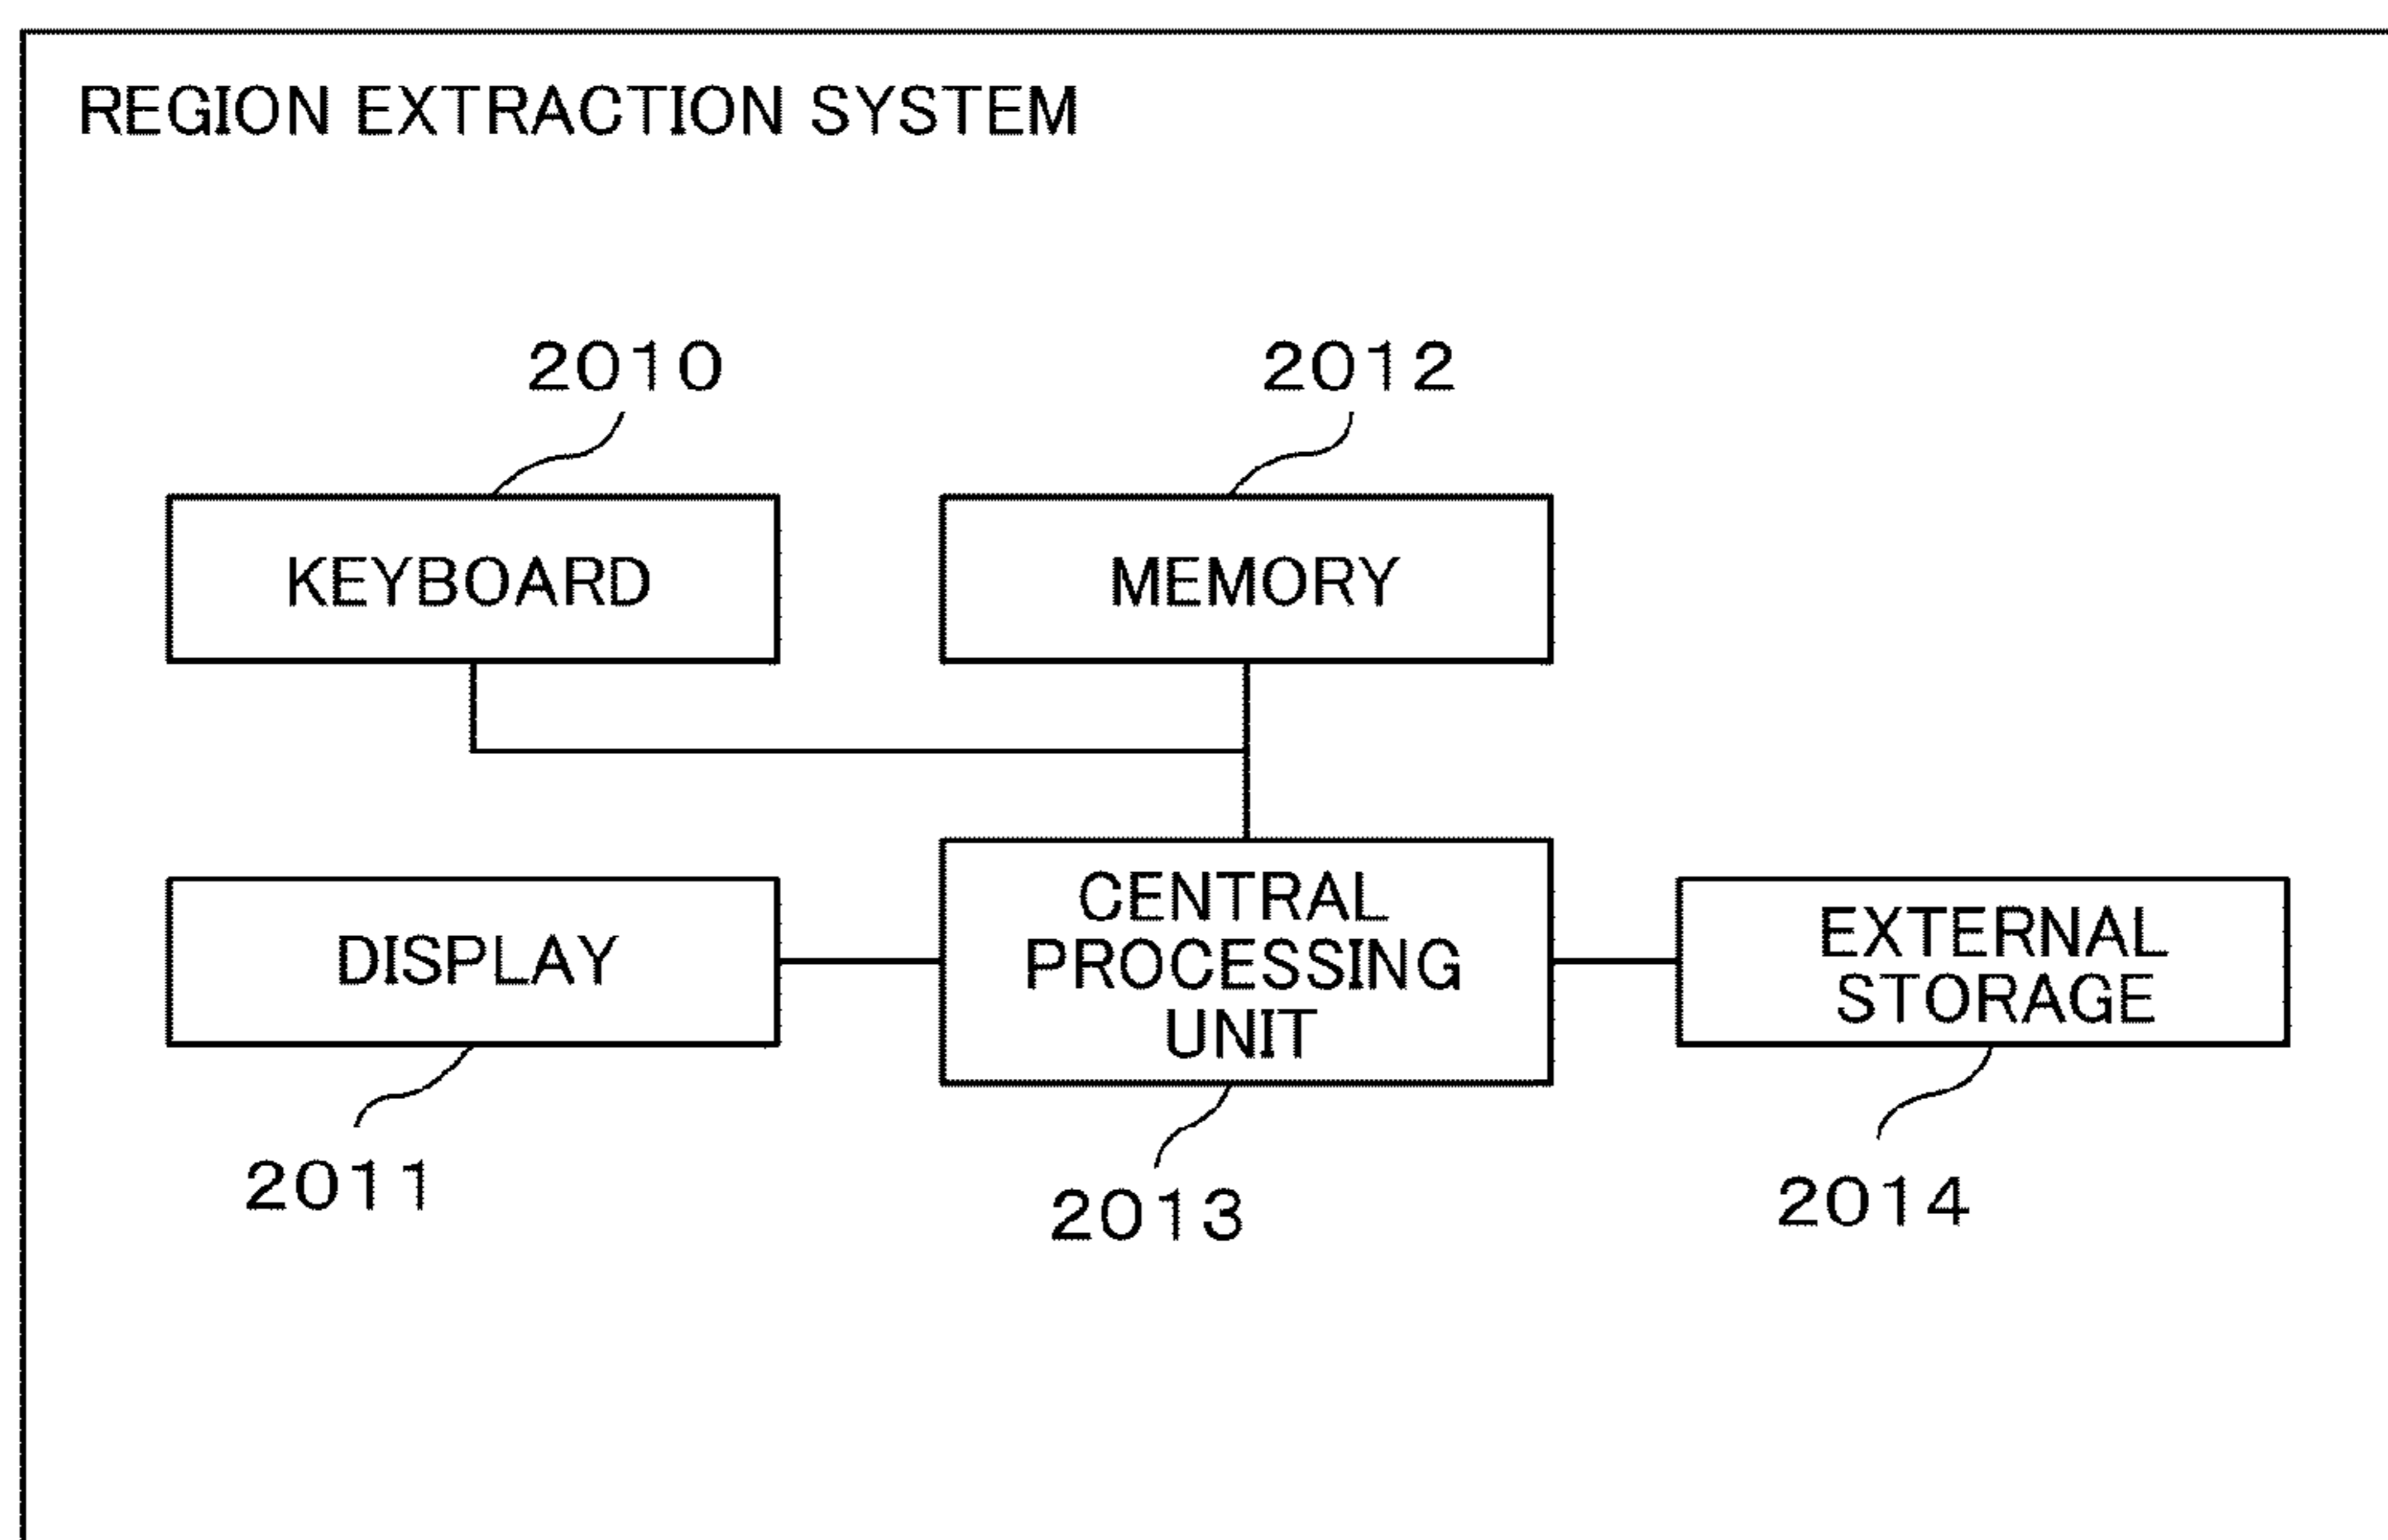 REGION EXTRACTION SYSTEM
2010
2012
KEYBOARD
MEMORY
DISPLAY
CENTRAL
PROCESSING
UNIT
EXTERNAL
STORAGE
2011
2013
2014